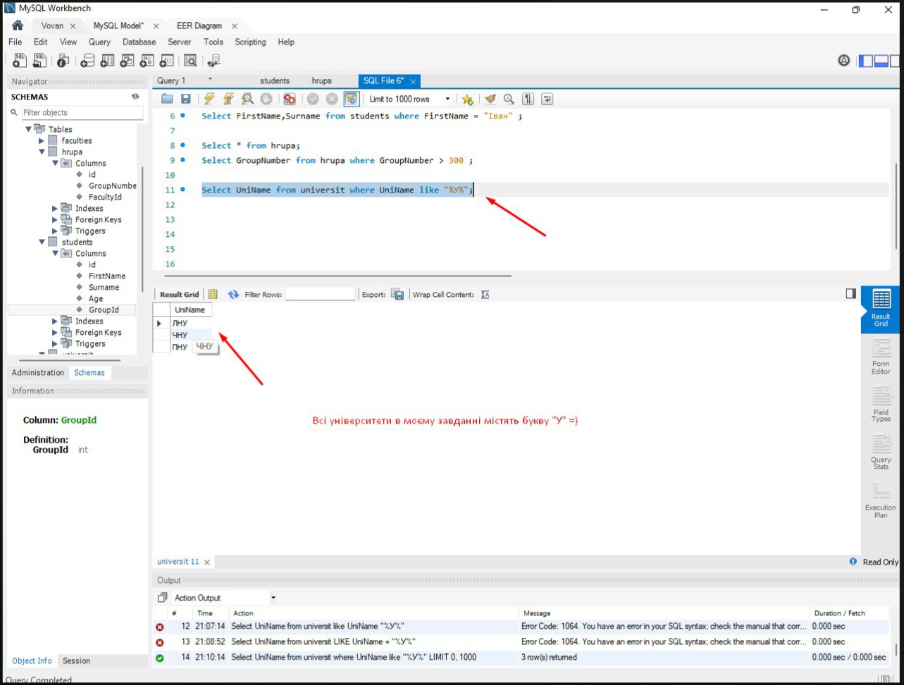 MySQL Workbench
Vovan
MySQL Model*
EER Diagram
File Edit View Query Database Server Tools Scripting Help
Navigator
Query 1
students
hrupa
SQL File 6*
SCHEMAS
Limit to 1000 rows
Filter objects
Tables
faculties
hrupa
Columns
id
GroupNumbe
FacultyId
Indexes
Foreign Keys
Triggers
students
Columns
id
FirstName
Surname
Age
GroupId
Indexes
Foreign Keys
Triggers
6 Select FirstName,Surname from students where FirstName = "Іван" ;
7
8 Select * from hrupa;
9 Select GroupNumber from hrupa where GroupNumber > 300 ;
10
11 Select UniName from universit where UniName like "%У%";
12
13
14
15
16
Result Grid
Filter Rows:
Export:
Wrap Cell Content:
UniName
ЛНУ
ЧНУ
ПНУ
ЧНУ
Result Grid
Form Editor
Field Types
Query Stats
Execution Plan
Administration Schemas
Information
Column: GroupId
Definition:
GroupId int
Всі університети в моєму завданні містять букву "У" =)
universit 11
Read Only
Output
Action Output
# Time Action Message Duration / Fetch
12 21:07:14 Select UniName from universit like UniName "%У%" Error Code: 1064. You have an error in your SQL syntax; check the manual that corr... 0.000 sec
13 21:08:52 Select UniName from universit LIKE UniName = "%У%" Error Code: 1064. You have an error in your SQL syntax; check the manual that corr... 0.000 sec
14 21:10:14 Select UniName from universit where UniName like "%У%" LIMIT 0, 1000 3 row(s) returned 0.000 sec / 0.000 sec
Object Info Session
Query Completed